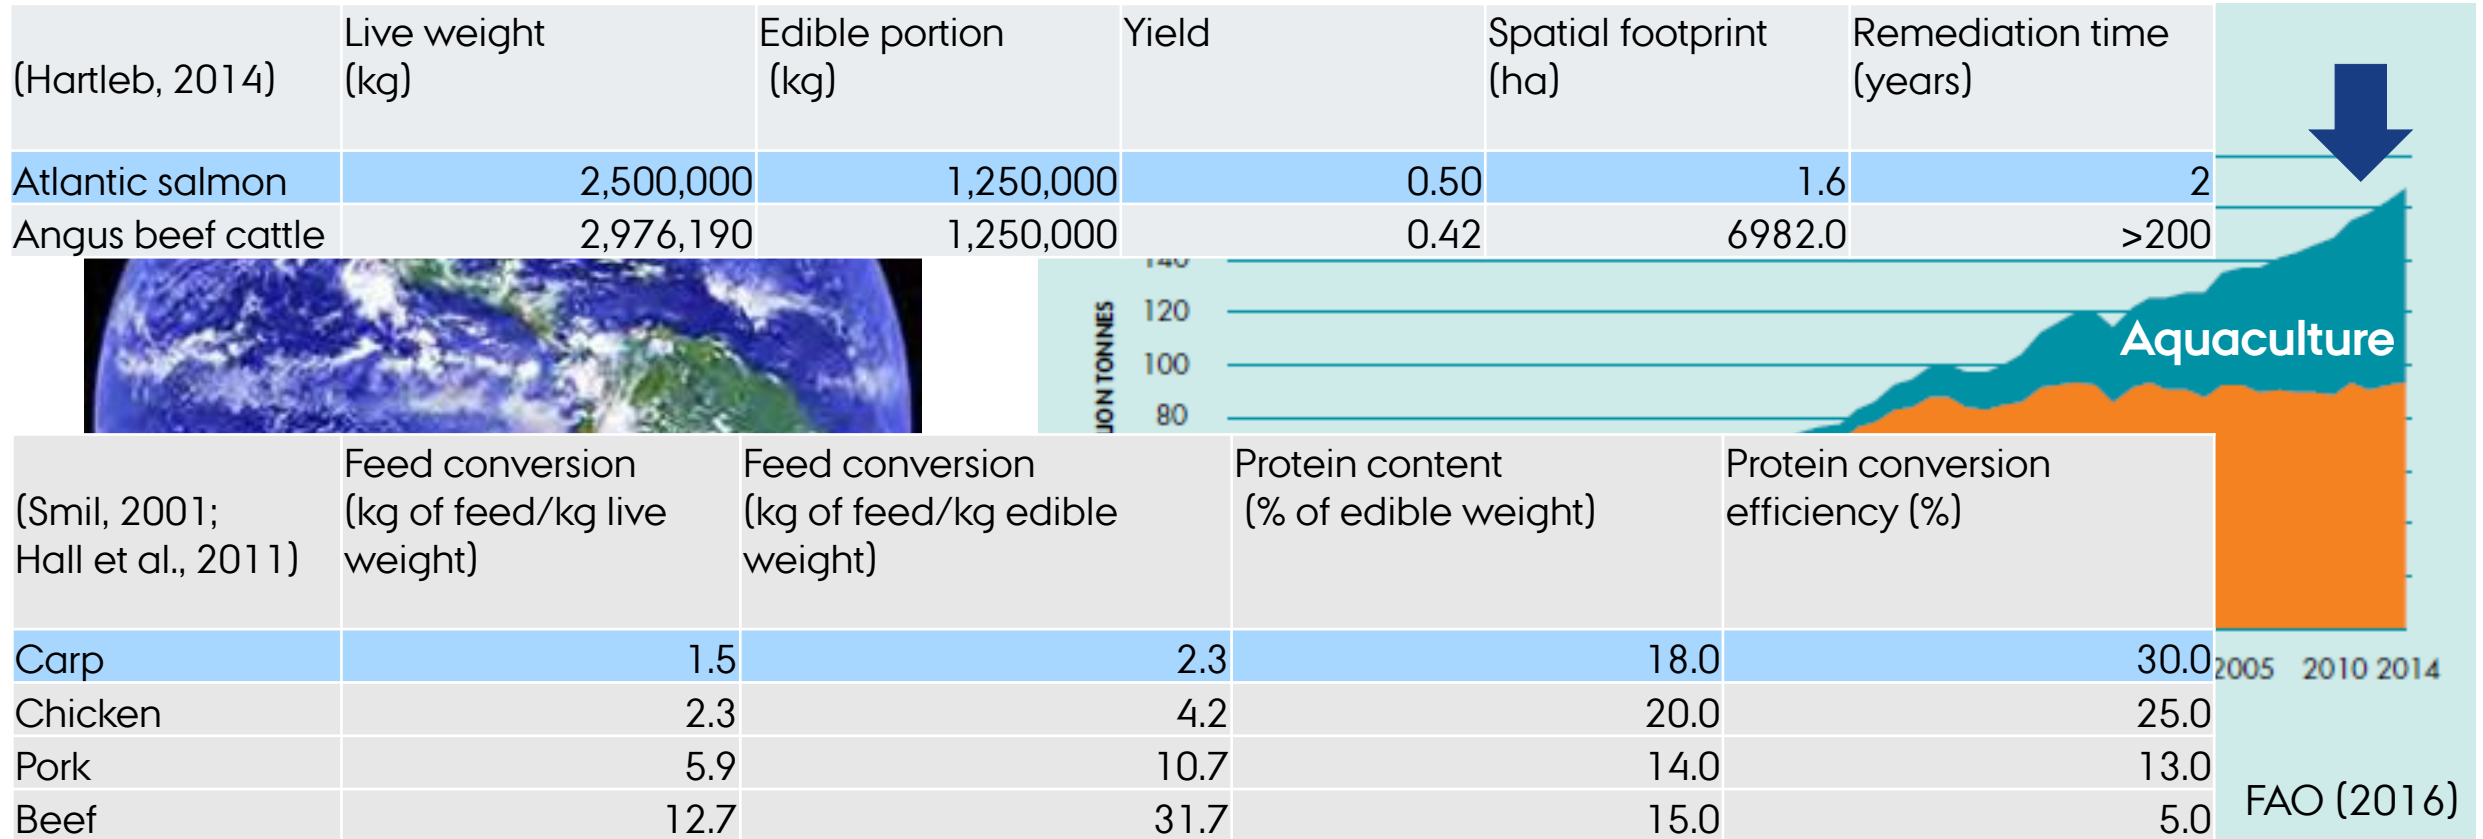 (Hartleb, 2014)
Live weight
(kg)
Edible portion
(kg)
Yield
Spatial footprint
(ha)
Remediation time
(years)
Atlantic salmon 2,500,000 1,250,000 0.50 1.6 2
Angus beef cattle 2,976,190 1,250,000 0.42 6982.0 >200
140
120
100
80
Aquaculture
(Smil, 2001;
Hall et al., 2011)
Feed conversion
(kg of feed/kg live
weight)
Feed conversion
(kg of feed/kg edible
weight)
Protein content
(% of edible weight)
Protein conversion
efficiency (%)
Carp 1.5 2.3 18.0 30.0
Chicken 2.3 4.2 20.0 25.0
Pork 5.9 10.7 14.0 13.0
Beef 12.7 31.7 15.0 5.0
TONNES
2005 2010 2014
FAO (2016)